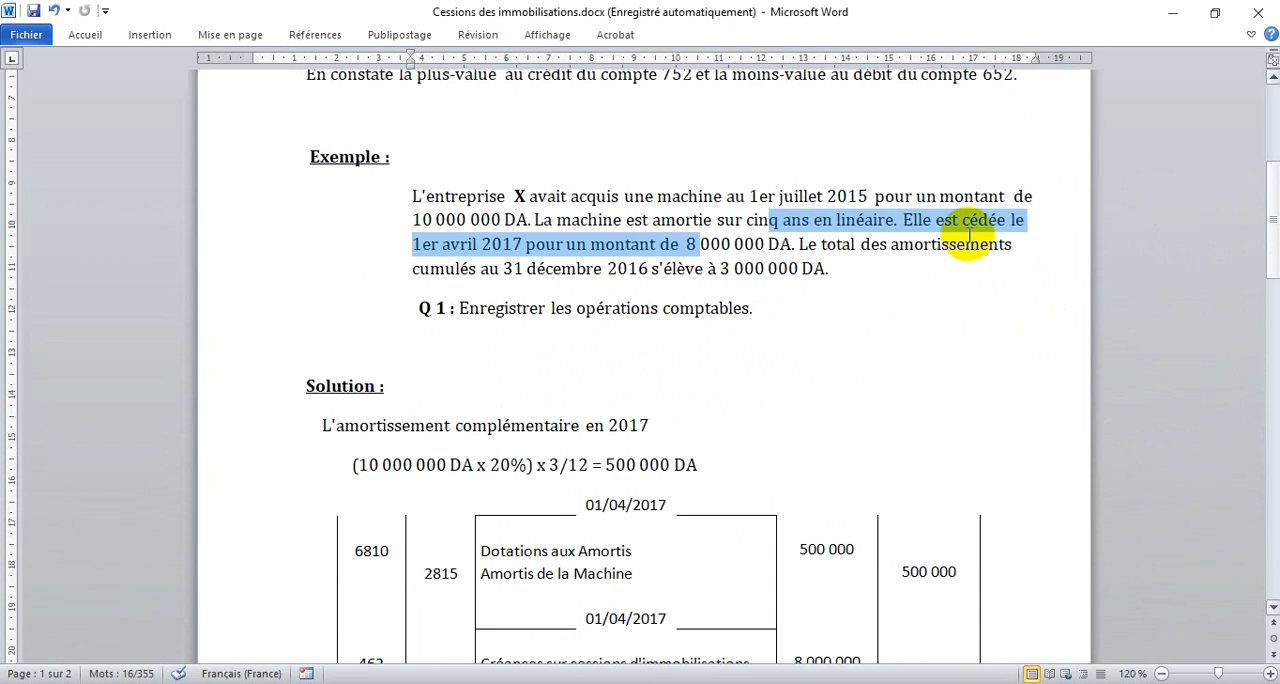 Cessions des immobilisations.docx (Enregistré automatiquement) - Microsoft Word
Fichier Accueil Insertion Mise en page Références Publipostage Révision Affichage Acrobat
En constate la plus-value au crédit du compte 752 et la moins-value au débit du compte 652.
Exemple :
L'entreprise X avait acquis une machine au 1er juillet 2015 pour un montant de
10 000 000 DA. La machine est amortie sur cinq ans en linéaire. Elle est cédée le
1er avril 2017 pour un montant de 8 000 000 DA. Le total des amortissements
cumulés au 31 décembre 2016 s'élève à 3 000 000 DA.
Q 1 : Enregistrer les opérations comptables.
Solution :
L'amortissement complémentaire en 2017
(10 000 000 DA x 20%) x 3/12 = 500 000 DA
01/04/2017
6810 Dotations aux Amortis 500 000
2815 Amortis de la Machine 500 000
01/04/2017
462 Créances sur cessions d'immobilisations 8 000 000
Page : 1 sur 2 Mots : 16/355 Français (France) 120 %